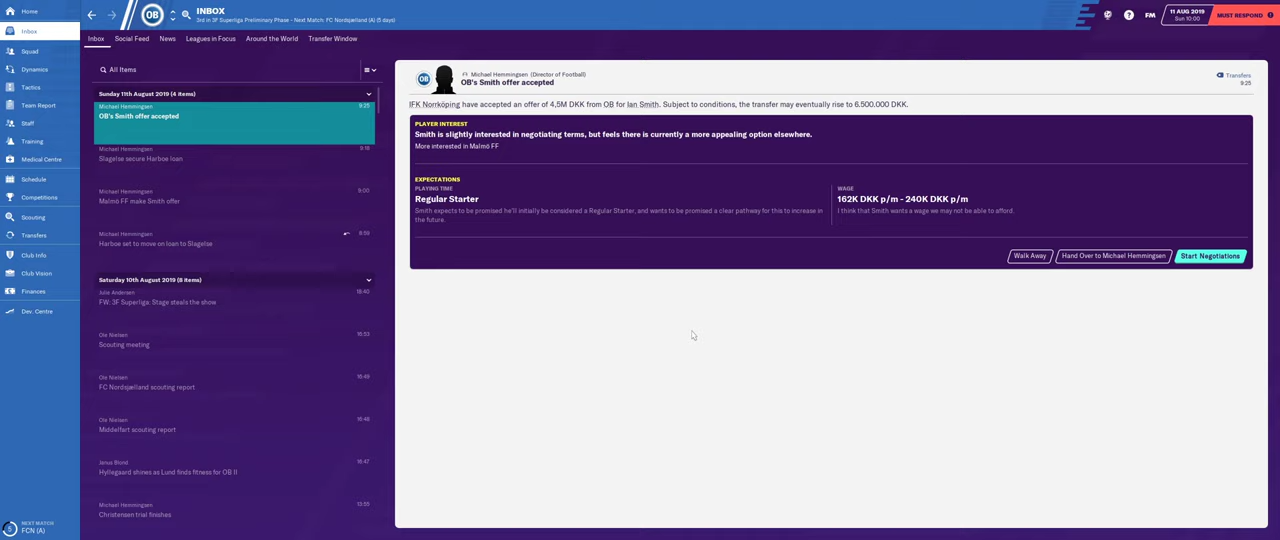 Home
Inbox
Squad
Dynamics
Tactics
Team Report
Staff
Training
Medical Centre
Schedule
Competitions
Scouting
Transfers
Club Info
Club Vision
Finances
Dev. Centre
5
NEXT MATCH
FCN (A)
OB
INBOX
3rd in 3F Superliga Preliminary Phase - Next Match: FC Nordsjælland (A) (5 days)
FM
11 AUG 2019
Sun 10:00
MUST RESPOND
Inbox
Social Feed
News
Leagues in Focus
Around the World
Transfer Window
All Items
Sunday 11th August 2019 (4 items)
Michael Hemmingsen 9:25
OB's Smith offer accepted
Michael Hemmingsen 9:18
Slagelse secure Harboe loan
Michael Hemmingsen 9:00
Malmö FF make Smith offer
Michael Hemmingsen 8:59
Harboe set to move on loan to Slagelse
Saturday 10th August 2019 (8 items)
Julie Andersen 18:40
FW: 3F Superliga: Stage steals the show
Ole Nielsen 16:53
Scouting meeting
Ole Nielsen 16:49
FC Nordsjælland scouting report
Ole Nielsen 16:48
Middelfart scouting report
Janus Blond 16:47
Hyllegaard shines as Lund finds fitness for OB II
Michael Hemmingsen 13:55
Christensen trial finishes
OB
Michael Hemmingsen (Director of Football)
OB's Smith offer accepted
Transfers
9:25
IFK Norrköping have accepted an offer of 4,5M DKK from OB for Ian Smith. Subject to conditions, the transfer may eventually rise to 6.500.000 DKK.
PLAYER INTEREST
Smith is slightly interested in negotiating terms, but feels there is currently a more appealing option elsewhere.
More interested in Malmö FF
EXPECTATIONS
PLAYING TIME
Regular Starter
Smith expects to be promised he'll initially be considered a Regular Starter, and wants to be promised a clear pathway for this to increase in
the future.
WAGE
162K DKK p/m - 240K DKK p/m
I think that Smith wants a wage we may not be able to afford.
Walk Away
Hand Over to Michael Hemmingsen
Start Negotiations